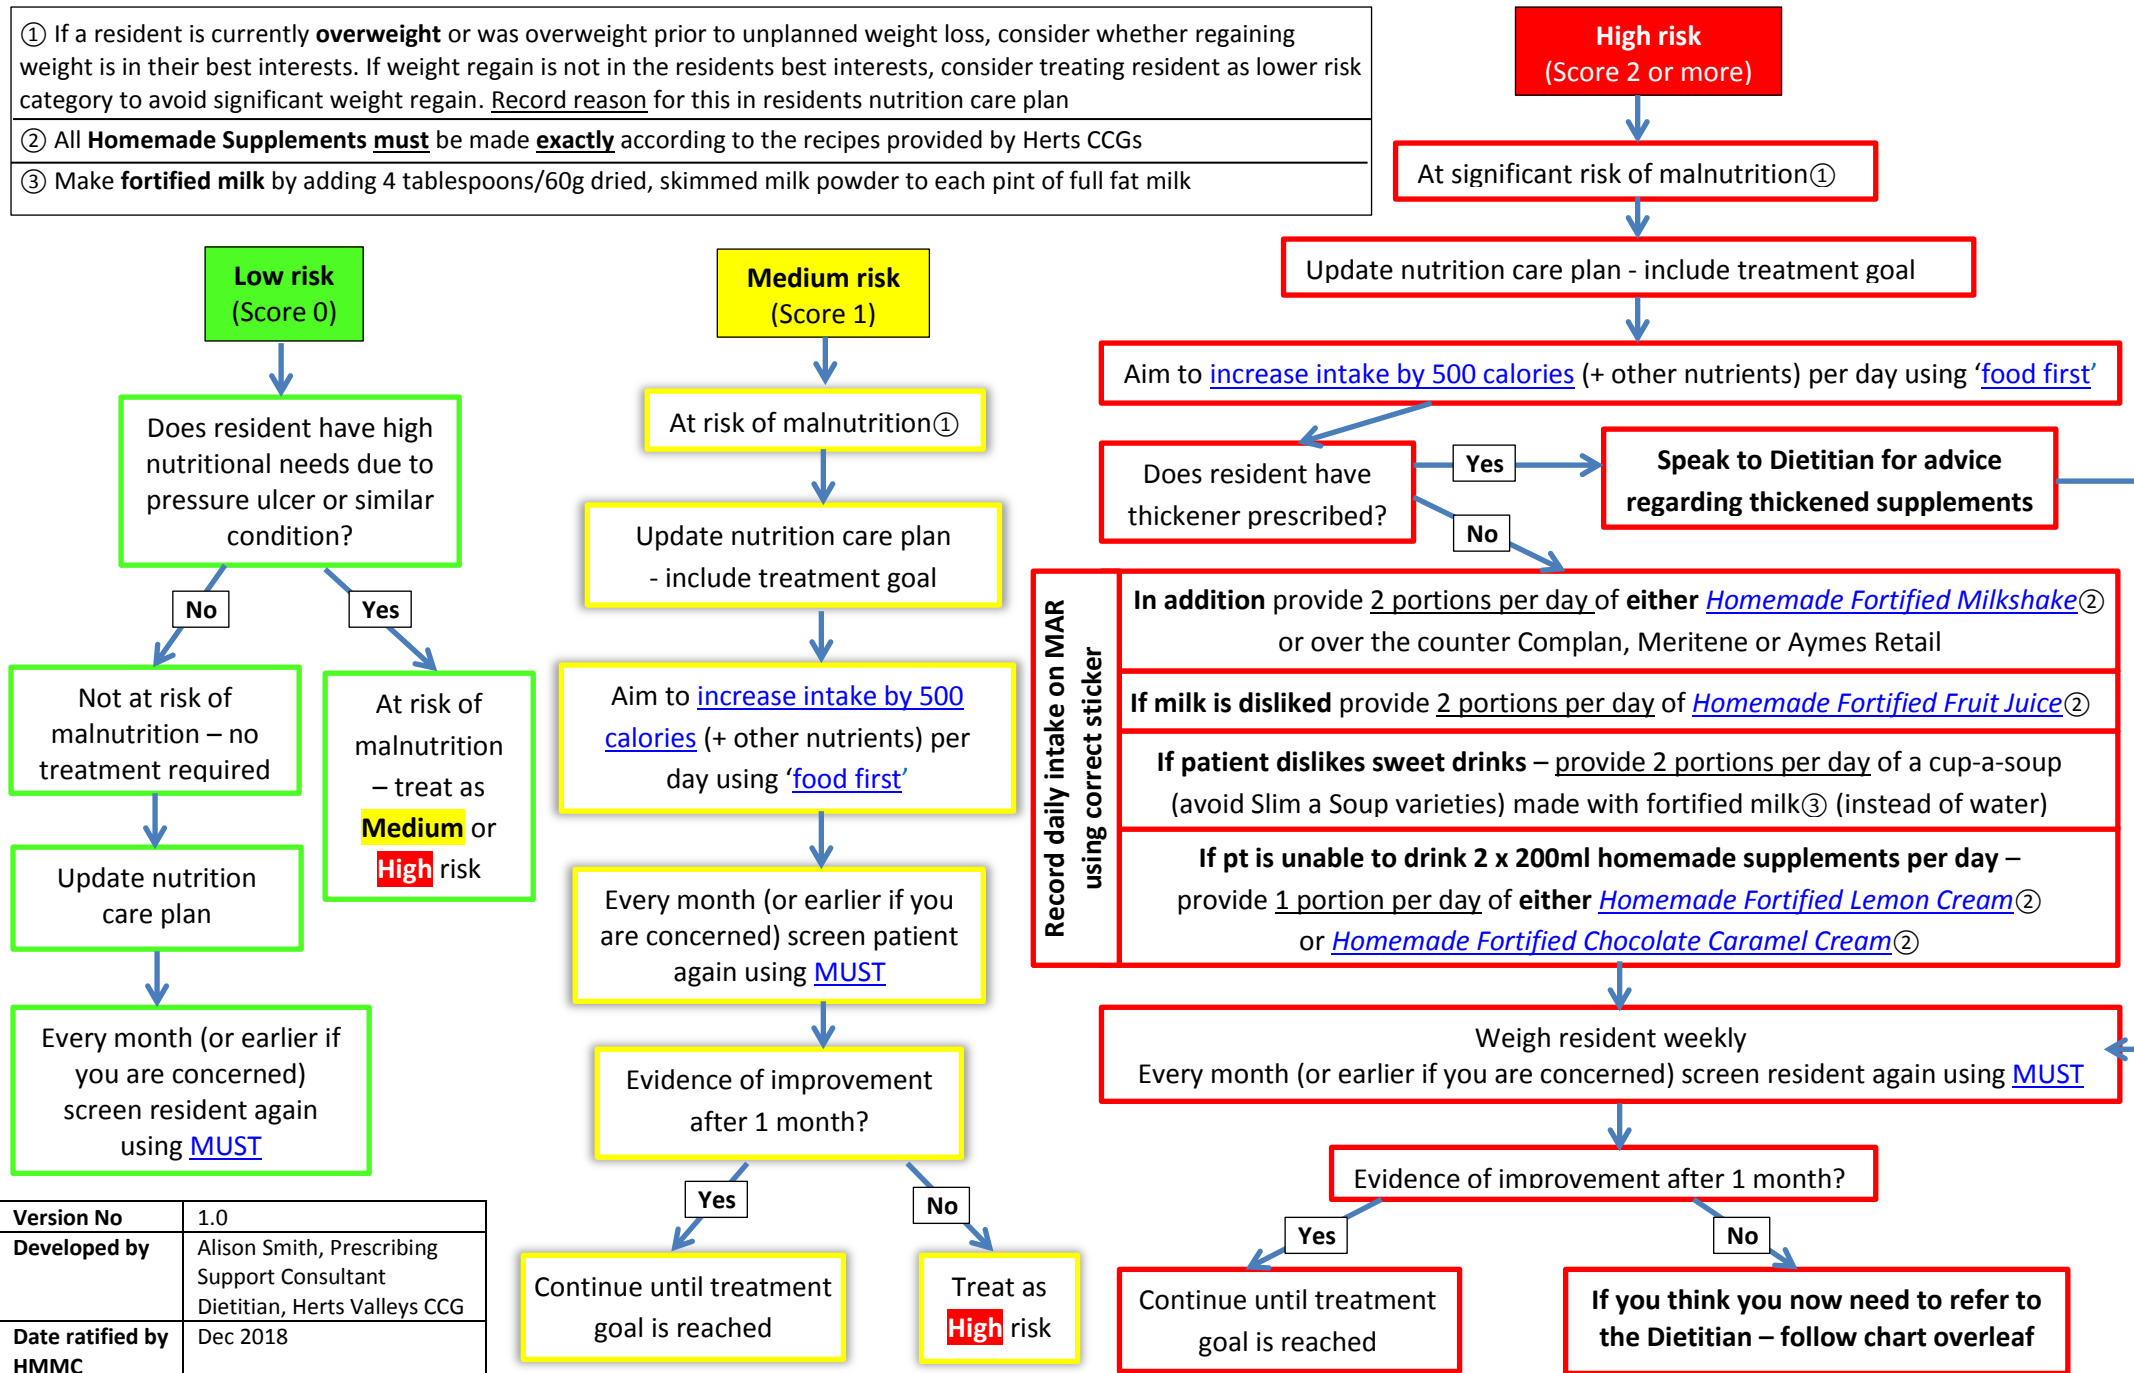 ① If a resident is currently overweight or was overweight prior to unplanned weight loss, consider whether regaining
weight is in their best interests. If weight regain is not in the residents best interests, consider treating resident as lower risk
category to avoid significant weight regain. Record reason for this in residents nutrition care plan
② All Homemade Supplements must be made exactly according to the recipes provided by Herts CCGs
③ Make fortified milk by adding 4 tablespoons/60g dried, skimmed milk powder to each pint of full fat milk
Low risk
(Score 0)
Does resident have high
nutritional needs due to
pressure ulcer or similar
condition?
No
Yes
Not at risk of
malnutrition – no
treatment required
At risk of
malnutrition
– treat as
Medium or
High risk
Update nutrition
care plan
Every month (or earlier if
you are concerned)
screen resident again
using MUST
Medium risk
(Score 1)
At risk of malnutrition①
Update nutrition care plan
- include treatment goal
Aim to increase intake by 500
calories (+ other nutrients) per
day using ‘food first’
Every month (or earlier if you
are concerned) screen patient
again using MUST
Evidence of improvement
after 1 month?
Yes
No
Continue until treatment
goal is reached
Treat as
High risk
High risk
(Score 2 or more)
At significant risk of malnutrition①
Update nutrition care plan - include treatment goal
Aim to increase intake by 500 calories (+ other nutrients) per day using ‘food first’
Does resident have
thickener prescribed?
Yes
No
Speak to Dietitian for advice
regarding thickened supplements
Record daily intake on MAR
using correct sticker
In addition provide 2 portions per day of either Homemade Fortified Milkshake②
or over the counter Complan, Meritene or Aymes Retail
If milk is disliked provide 2 portions per day of Homemade Fortified Fruit Juice②
If patient dislikes sweet drinks – provide 2 portions per day of a cup-a-soup
(avoid Slim a Soup varieties) made with fortified milk③ (instead of water)
If pt is unable to drink 2 x 200ml homemade supplements per day –
provide 1 portion per day of either Homemade Fortified Lemon Cream②
or Homemade Fortified Chocolate Caramel Cream②
Weigh resident weekly
Every month (or earlier if you are concerned) screen resident again using MUST
Evidence of improvement after 1 month?
Yes
No
Continue until treatment
goal is reached
If you think you now need to refer to
the Dietitian – follow chart overleaf
Version No 1.0
Developed by Alison Smith, Prescribing
Support Consultant
Dietitian, Herts Valleys CCG
Date ratified by Dec 2018
HMMC